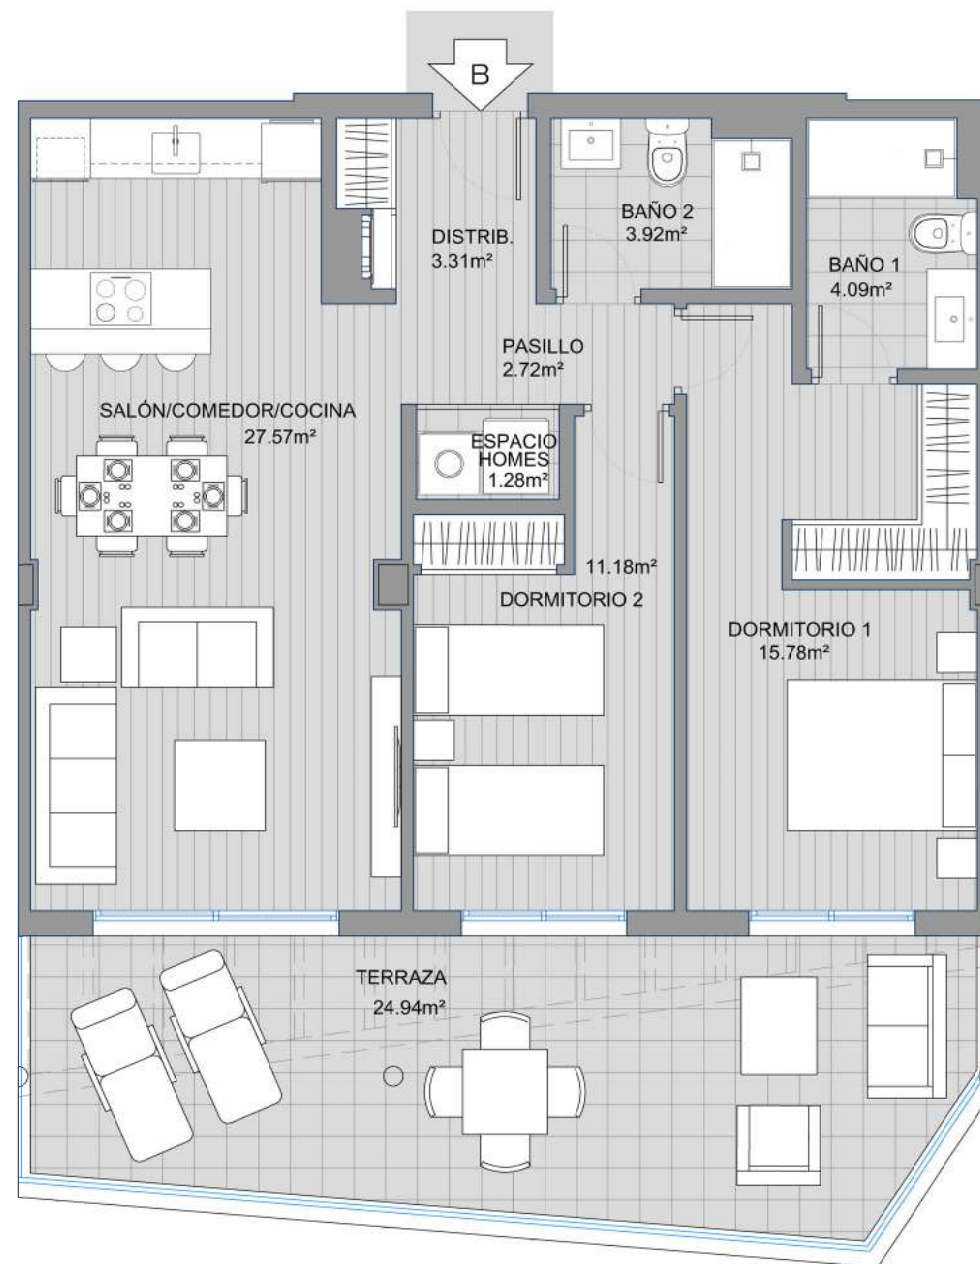 B
BAÑO 2
3.92m²
DISTRIB.
3.31m²
BAÑO 1
4.09m²
PASILLO
2.72m²
SALÓN/COMEDOR/COCINA
27.57m²
ESPACIO
HOMES
1.28m²
11.18m²
DORMITORIO 2
DORMITORIO 1
15.78m²
TERRAZA
24.94m²